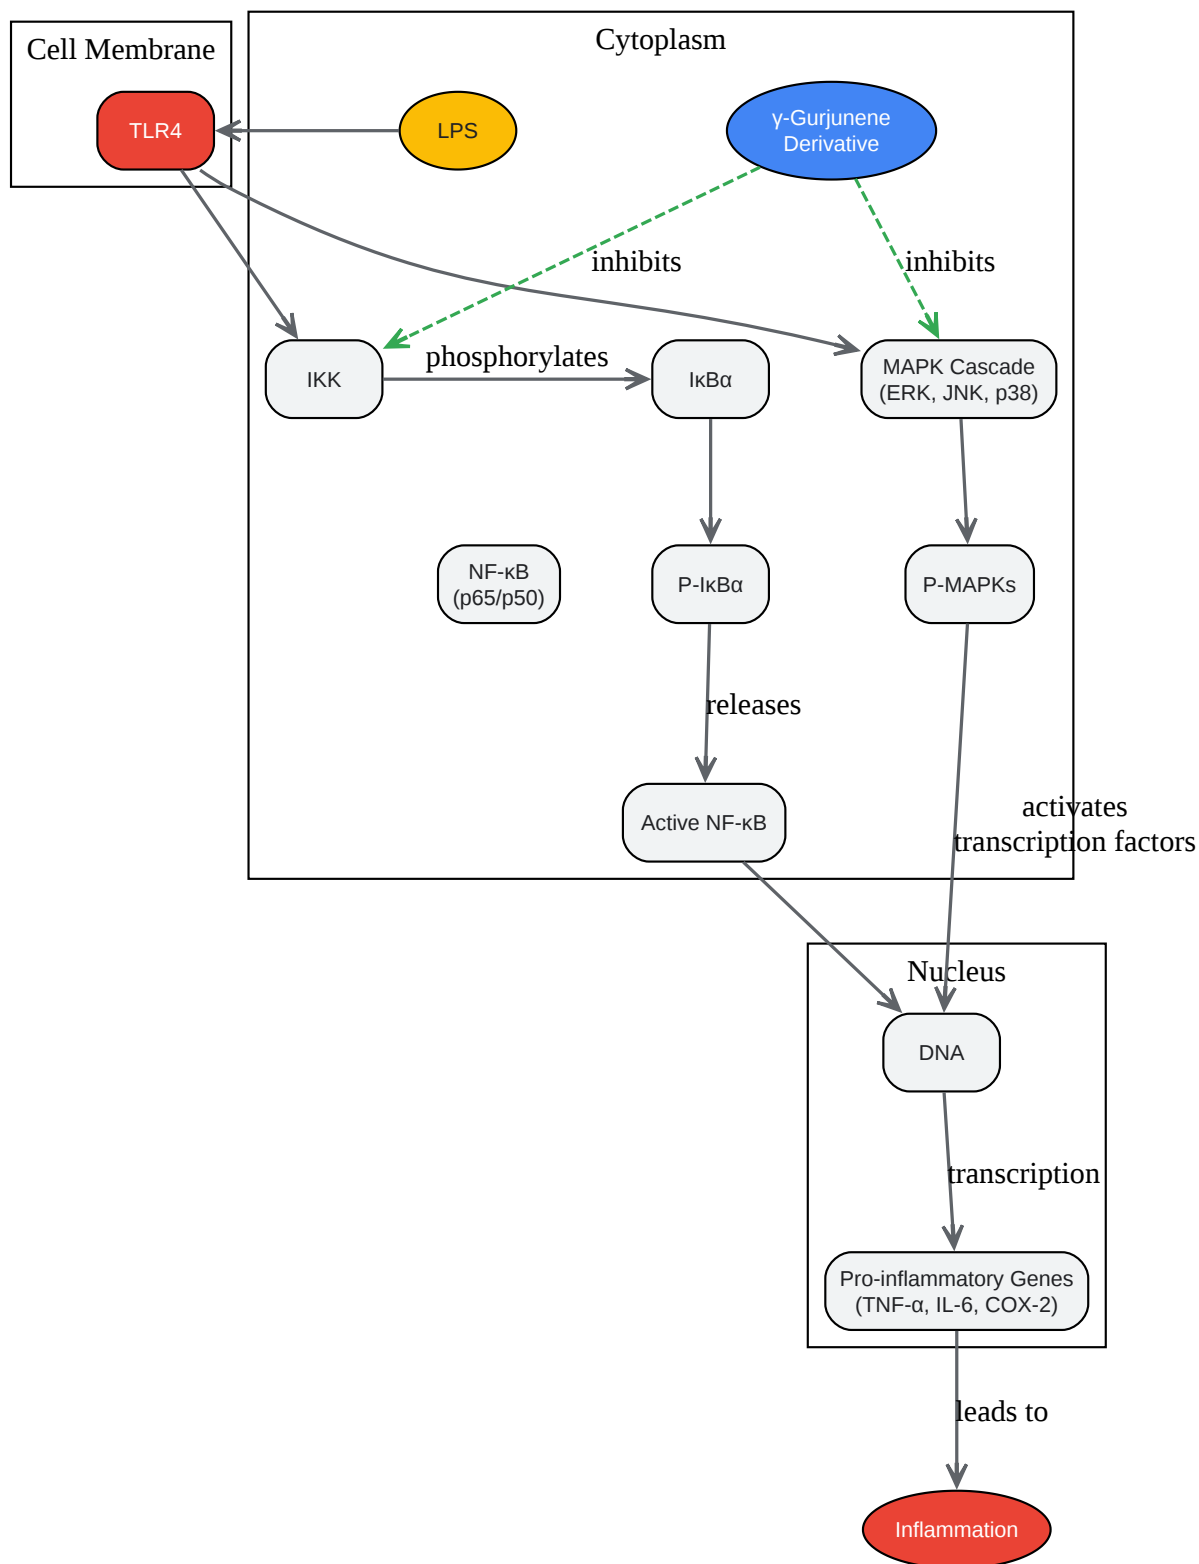 Cell Membrane
Cytoplasm
TLR4
LPS
γ-Gurjunene
Derivative
inhibits
inhibits
IKK
phosphorylates
IκBα
MAPK Cascade
(ERK, JNK, p38)
NF-κB
(p65/p50)
P-IκBα
P-MAPKs
releases
Active NF-κB
activates
transcription factors
Nucleus
DNA
transcription
Pro-inflammatory Genes
(TNF-α, IL-6, COX-2)
leads to
Inflammation